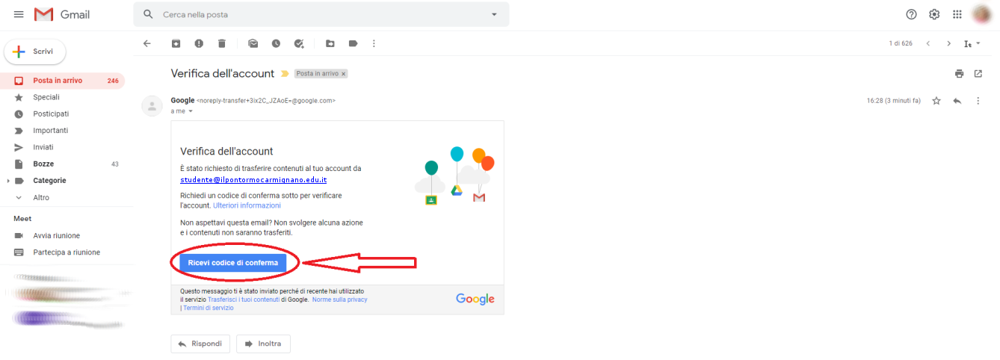 Gmail
Cerca nella posta
Scrivi
1 di 626
Posta in arrivo 246
Speciali
Posticipati
Importanti
Inviati
Bozze 43
Categorie
Altro
Meet
Avvia riunione
Partecipa a riunione
Verifica dell'account
Posta in arrivo x
Google <noreply-transfer+3ix2C_JZAoE=@google.com>
16:28 (3 minuti fa)
a me
Verifica dell'account
È stato richiesto di trasferire contenuti al tuo account da
studente@ilpontormocarmignano.edu.it
Richiedi un codice di conferma sotto per verificare
l'account. Ulteriori informazioni
Non aspettavi questa email? Non svolgere alcuna azione
e i contenuti non saranno trasferiti.
Ricevi codice di conferma
Questo messaggio ti è stato inviato perché di recente hai utilizzato
il servizio Trasferisci i tuoi contenuti di Google. Norme sulla privacy
| Termini di servizio
Google
Rispondi
Inoltra